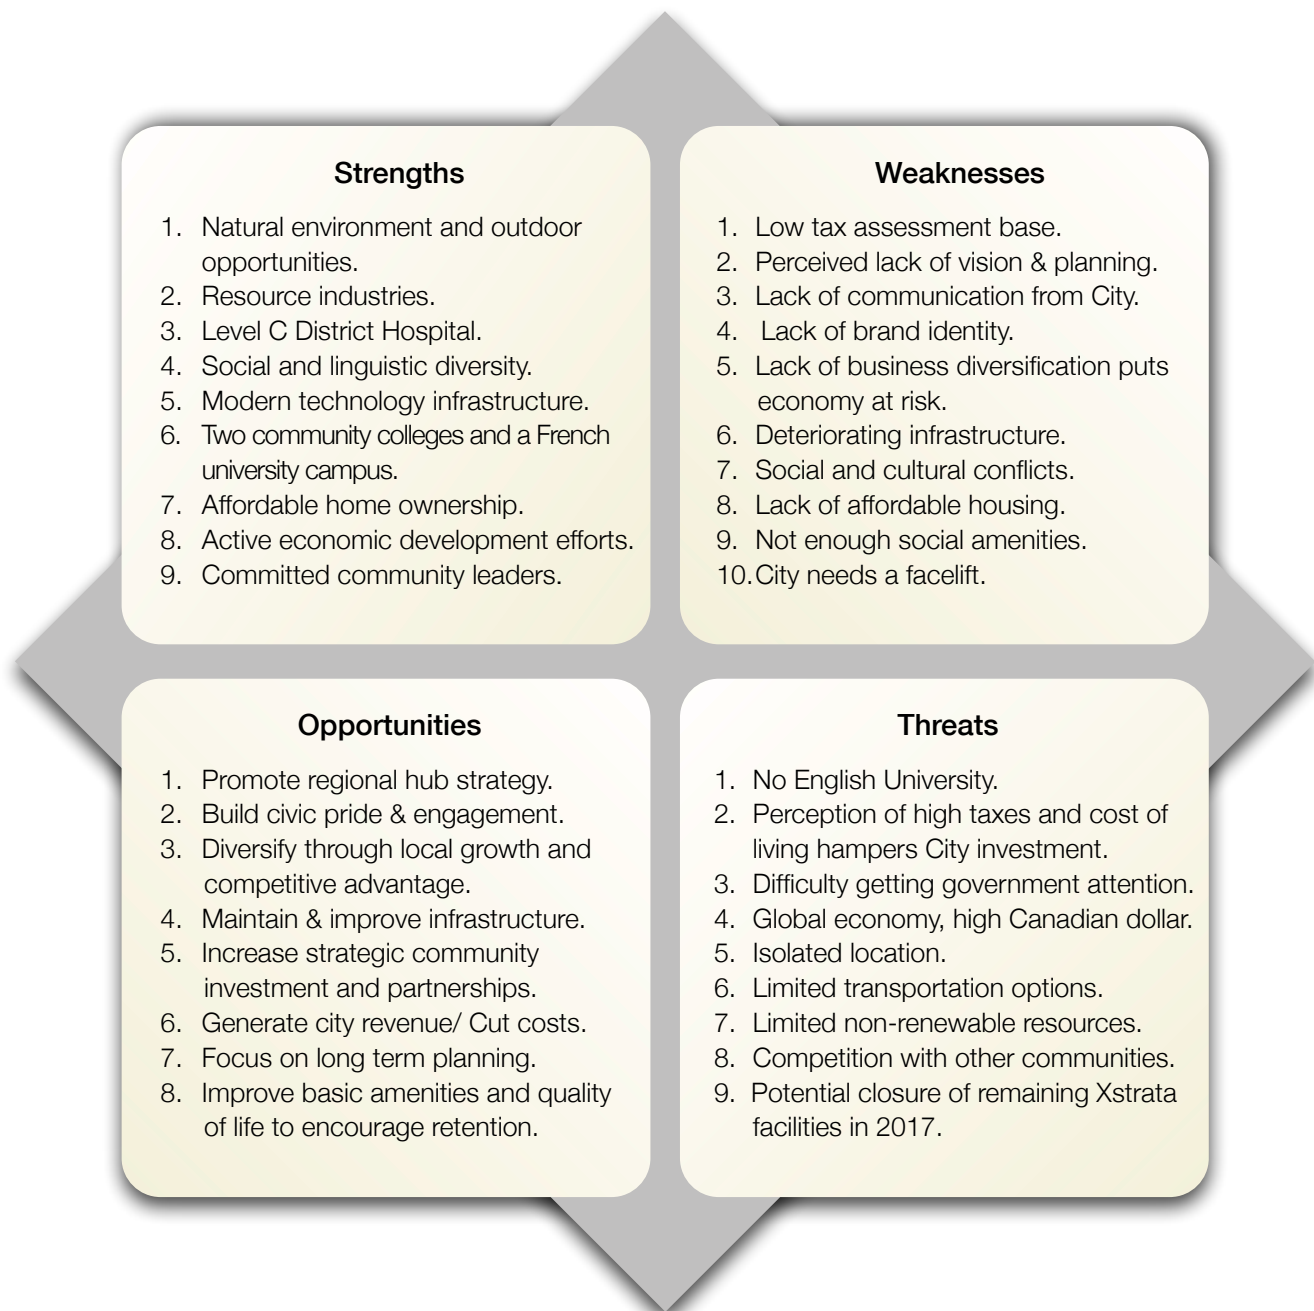 Strengths
1. Natural environment and outdoor
opportunities.
2. Resource industries.
3. Level C District Hospital.
4. Social and linguistic diversity.
5. Modern technology infrastructure.
6. Two community colleges and a French
university campus.
7. Affordable home ownership.
8. Active economic development efforts.
9. Committed community leaders.
Weaknesses
1. Low tax assessment base.
2. Perceived lack of vision & planning.
3. Lack of communication from City.
4. Lack of brand identity.
5. Lack of business diversification puts
economy at risk.
6. Deteriorating infrastructure.
7. Social and cultural conflicts.
8. Lack of affordable housing.
9. Not enough social amenities.
10. City needs a facelift.
Opportunities
1. Promote regional hub strategy.
2. Build civic pride & engagement.
3. Diversify through local growth and
competitive advantage.
4. Maintain & improve infrastructure.
5. Increase strategic community
investment and partnerships.
6. Generate city revenue/ Cut costs.
7. Focus on long term planning.
8. Improve basic amenities and quality
of life to encourage retention.
Threats
1. No English University.
2. Perception of high taxes and cost of
living hampers City investment.
3. Difficulty getting government attention.
4. Global economy, high Canadian dollar.
5. Isolated location.
6. Limited transportation options.
7. Limited non-renewable resources.
8. Competition with other communities.
9. Potential closure of remaining Xstrata
facilities in 2017.